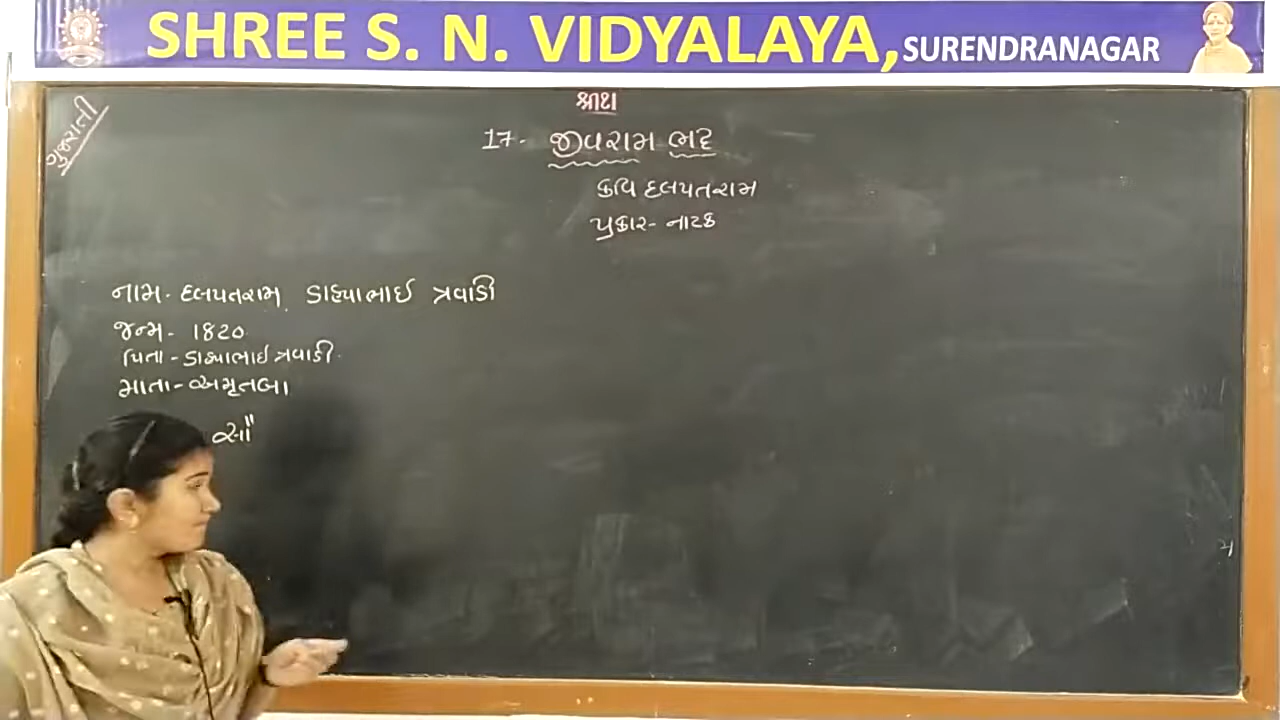 SHREE S. N. VIDYALAYA, SURENDRANAGAR
ગુજરાતી
શ્રીશ
17- જીવરામ ભટ્ટ
કવિ દલપતરામ
પ્રકાર- નાટક
નામ- દલપતરામ ડાહ્યાભાઈ ત્રવાડી
જન્મ- 1820
પિતા- ડાહ્યાભાઈ ત્રવાડી
માતા- અમૃતબા